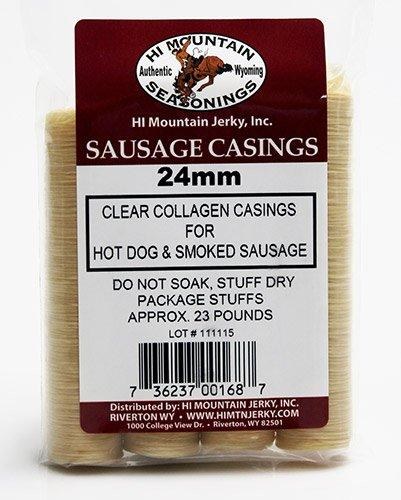 HI MOUNTAIN
Authentic Wyoming
SEASONINGS
HI Mountain Jerky, Inc.
SAUSAGE CASINGS
24mm
CLEAR COLLAGEN CASINGS
FOR
HOT DOG & SMOKED SAUSAGE
DO NOT SOAK, STUFF DRY
PACKAGE STUFFS
APPROX. 23 POUNDS
LOT # 111115
7 36237 00168 7
Distributed by: HI MOUNTAIN JERKY, INC.
RIVERTON WY • WWW.HIMTNJERKY.COM
1000 College View Dr. • Riverton, WY 82501